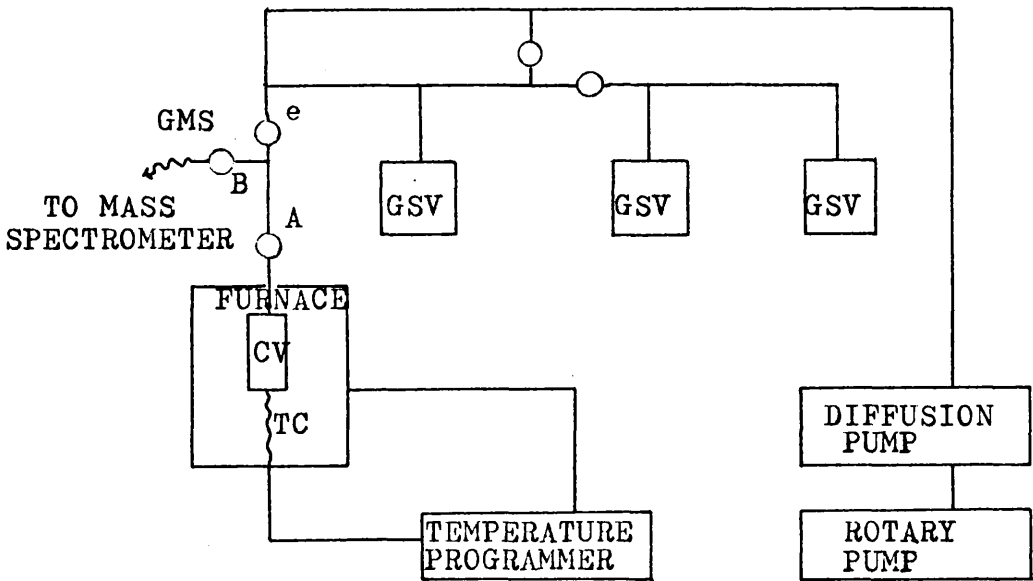 e
GMS
B
TO MASS
SPECTROMETER
A
GSV
GSV
GSV
FURNACE
CV
TC
DIFFUSION
PUMP
TEMPERATURE
PROGRAMMER
ROTARY
PUMP